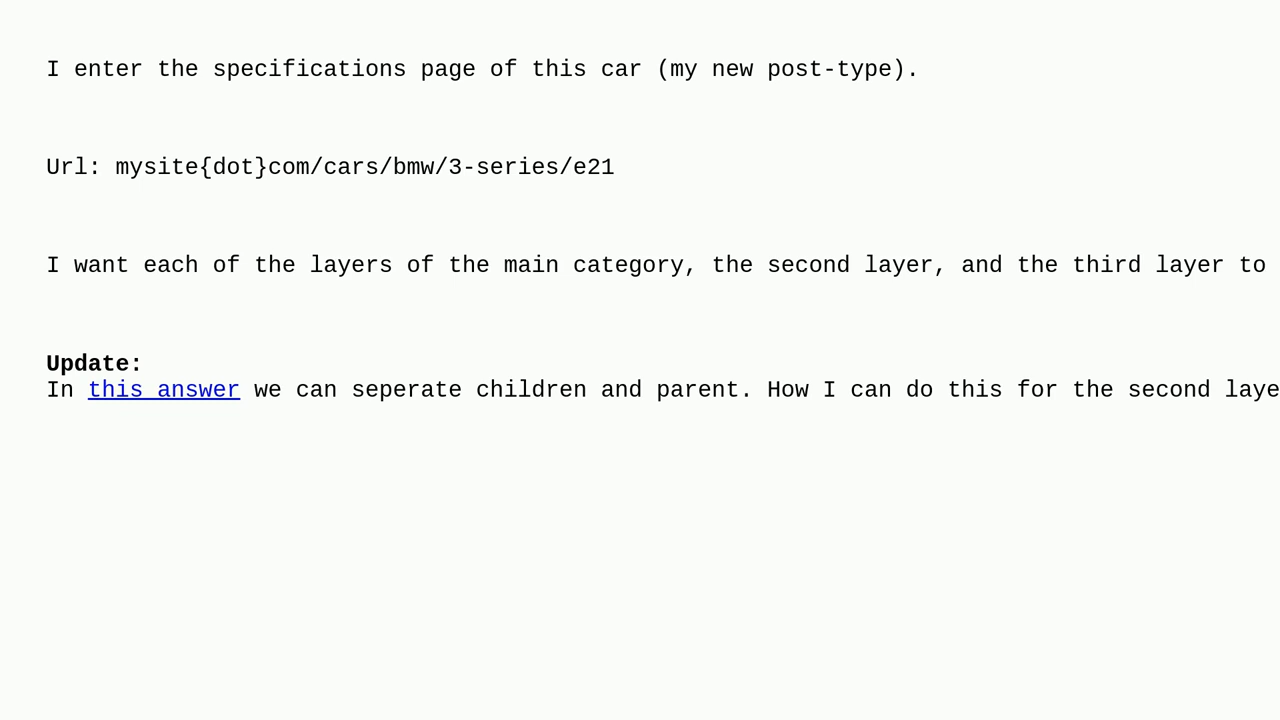 I enter the specifications page of this car (my new post-type).
Url: mysite{dot}com/cars/bmw/3-series/e21
I want each of the layers of the main category, the second layer, and the third layer to
Update:
In this answer we can seperate children and parent. How I can do this for the second laye